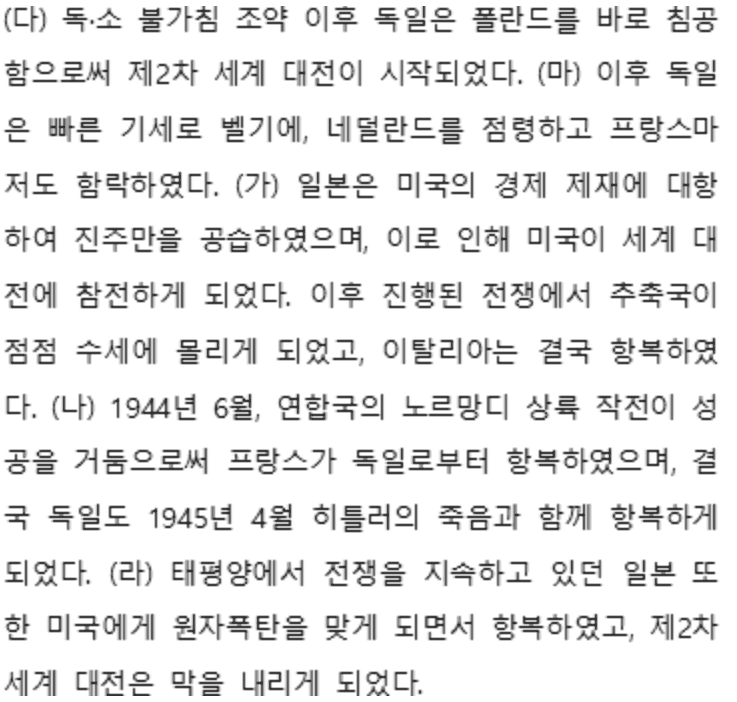 (다) 독·소 불가침 조약 이후 독일은 폴란드를 바로 침공
함으로써 제2차 세계 대전이 시작되었다. (마) 이후 독일
은 빠른 기세로 벨기에, 네덜란드를 점령하고 프랑스마
저도 함락하였다. (가) 일본은 미국의 경제 제재에 대항
하여 진주만을 공습하였으며, 이로 인해 미국이 세계 대
전에 참전하게 되었다. 이후 진행된 전쟁에서 추축국이
점점 수세에 몰리게 되었고, 이탈리아는 결국 항복하였
다. (나) 1944년 6월, 연합국의 노르망디 상륙 작전이 성
공을 거둠으로써 프랑스가 독일로부터 항복하였으며, 결
국 독일도 1945년 4월 히틀러의 죽음과 함께 항복하게
되었다. (라) 태평양에서 전쟁을 지속하고 있던 일본 또
한 미국에게 원자폭탄을 맞게 되면서 항복하였고, 제2차
세계 대전은 막을 내리게 되었다.